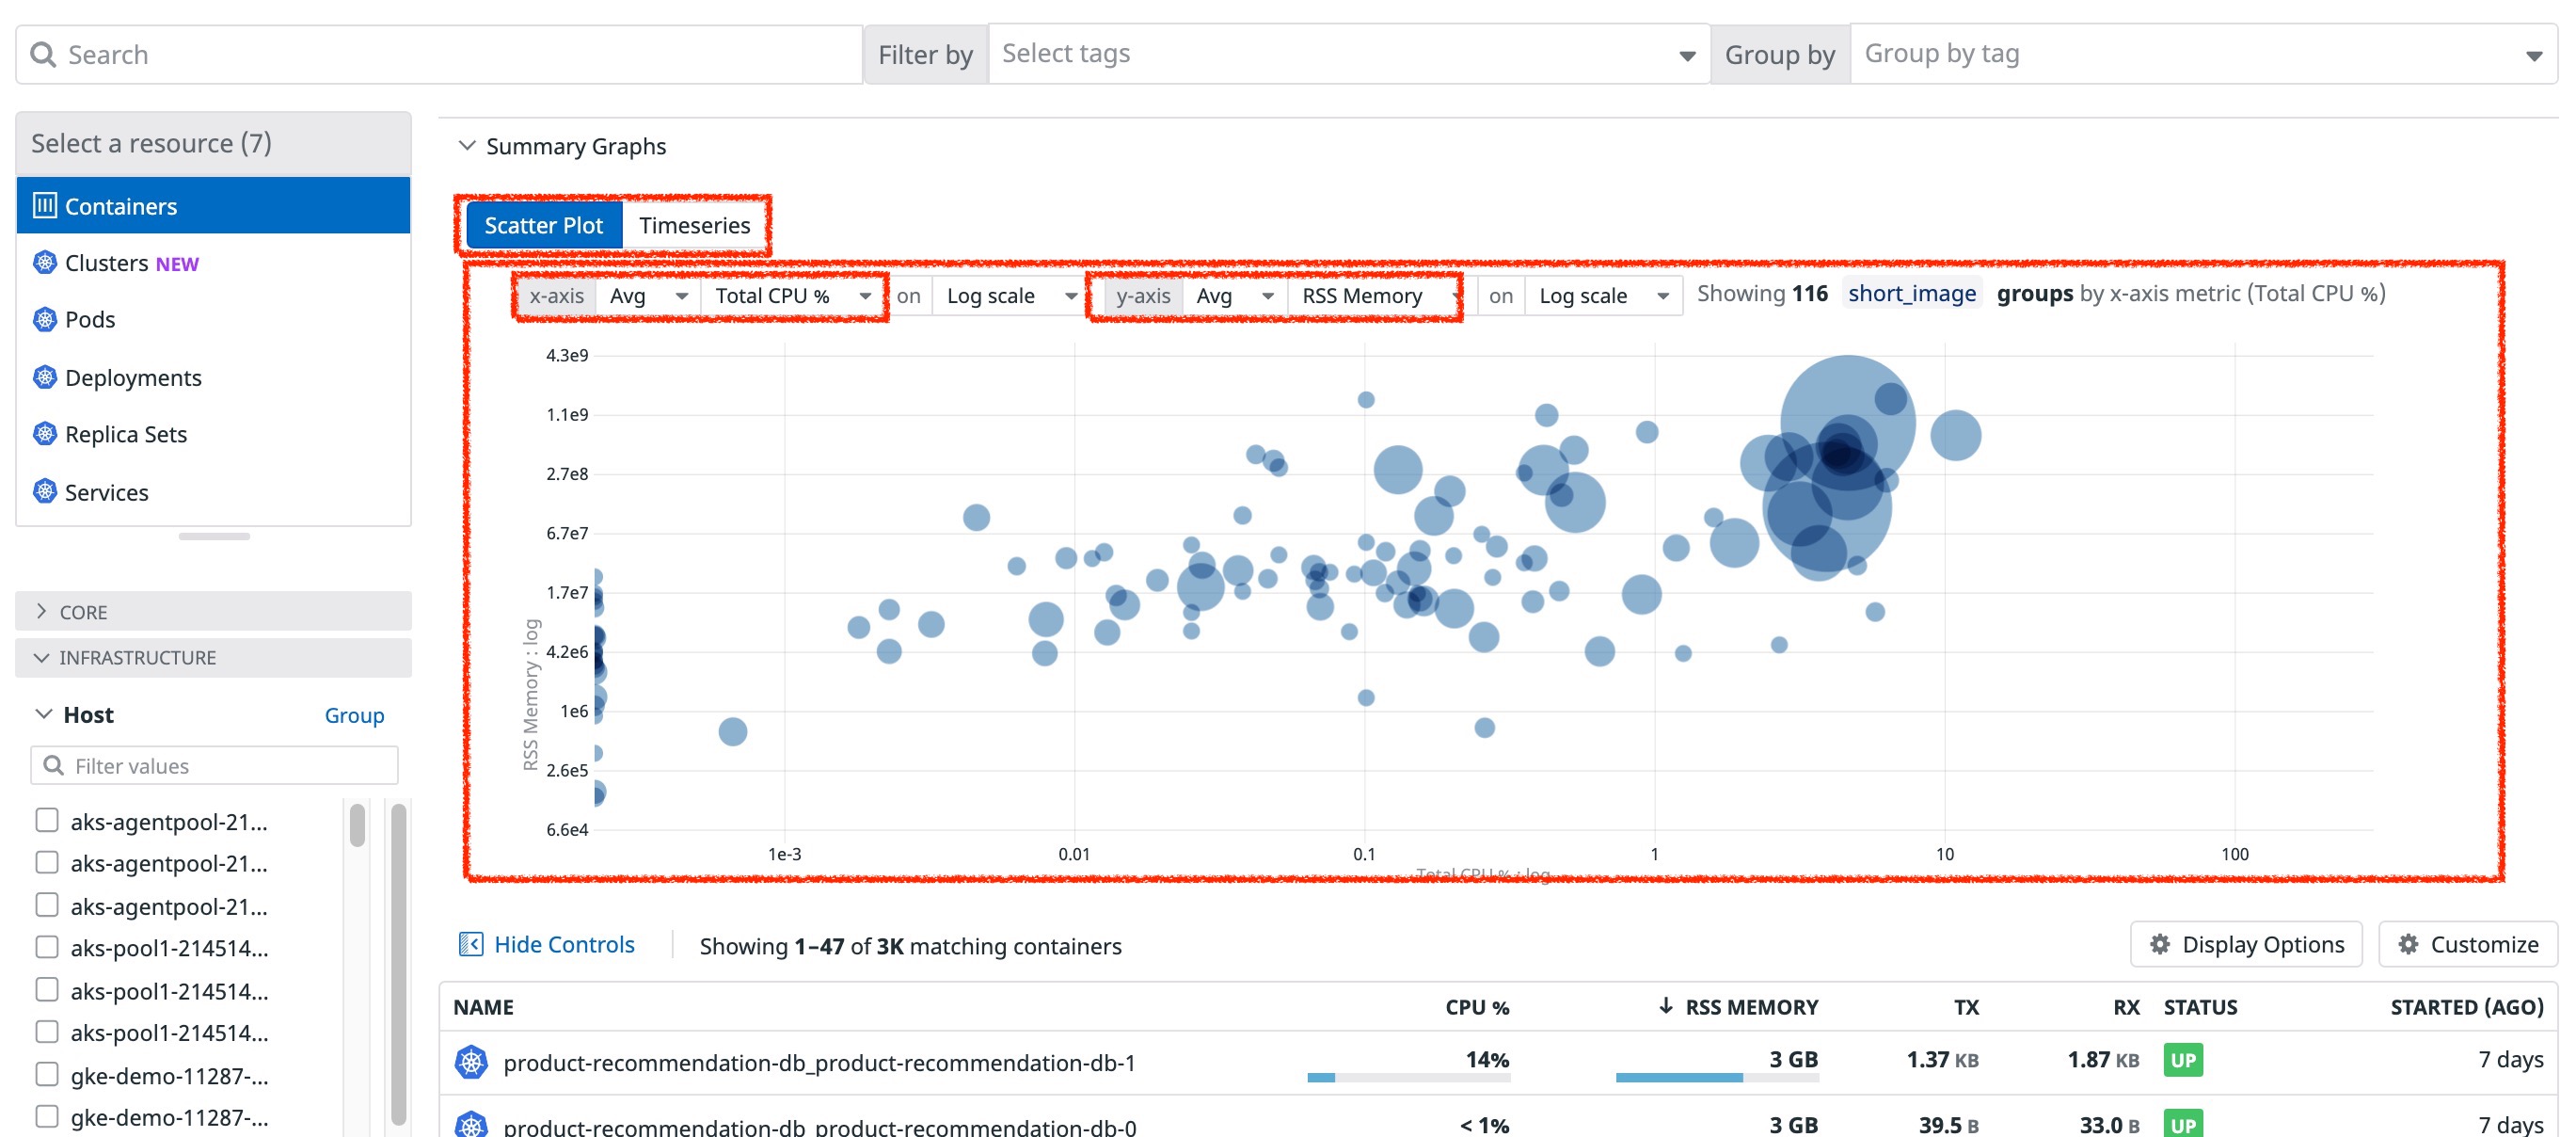 Search
Filter by Select tags
Group by Group by tag
Select a resource (7)
Containers
Clusters NEW
Pods
Deployments
Replica Sets
Services
CORE
INFRASTRUCTURE
Host Group
Filter values
aks-agentpool-21...
aks-agentpool-21...
aks-agentpool-21...
aks-pool1-214514...
aks-pool1-214514...
aks-pool1-214514...
gke-demo-11287-...
gke-demo-11287-...
Summary Graphs
Scatter Plot Timeseries
x-axis Avg Total CPU % on Log scale y-axis Avg RSS Memory on Log scale Showing 116 short_image groups by x-axis metric (Total CPU %)
4.3e9
1.1e9
2.7e8
6.7e7
1.7e7
4.2e6
1e6
2.6e5
6.6e4
RSS Memory : log
1e-3 0.01 0.1 1 10 100
Total CPU % : log
Hide Controls Showing 1–47 of 3K matching containers Display Options Customize
NAME CPU % RSS MEMORY TX RX STATUS STARTED (AGO)
product-recommendation-db_product-recommendation-db-1 14% 3 GB 1.37 KB 1.87 KB UP 7 days
product-recommendation-db_product-recommendation-db-0 < 1% 3 GB 39.5 B 33.0 B UP 7 days